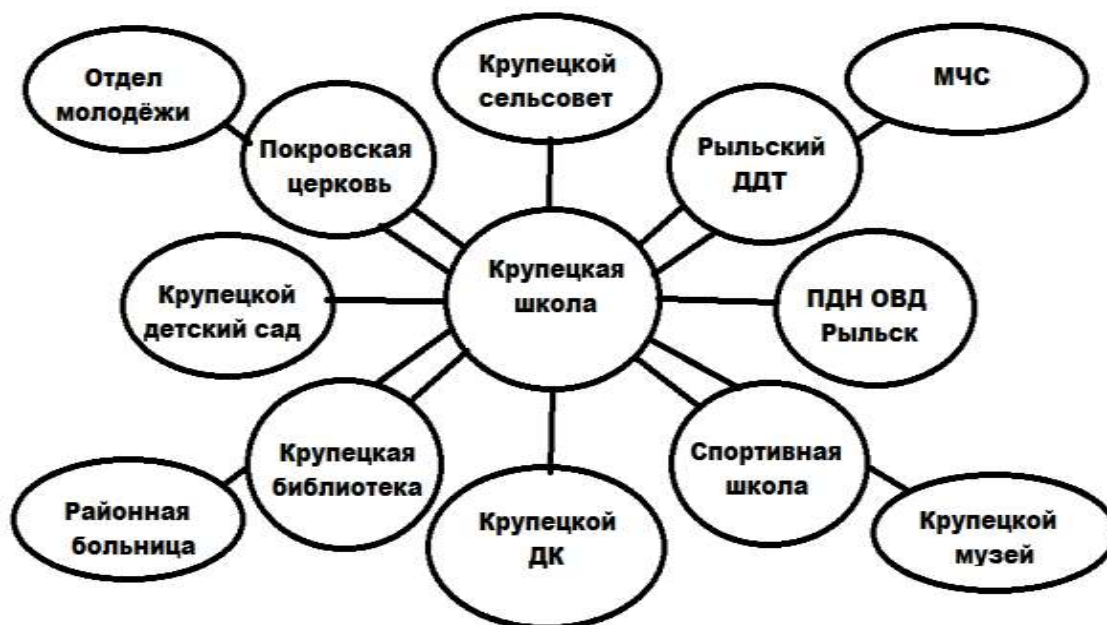 Отдел
молодёжи
Крупецкой
сельсовет
МЧС
Покровская
церковь
Рыльский
ДДТ
Крупецкой
детский сад
Крупецкая
школа
ПДН ОВД
Рыльск
Крупецкая
библиотека
Спортивная
школа
Районная
больница
Крупецкой
ДК
Крупецкой
музей